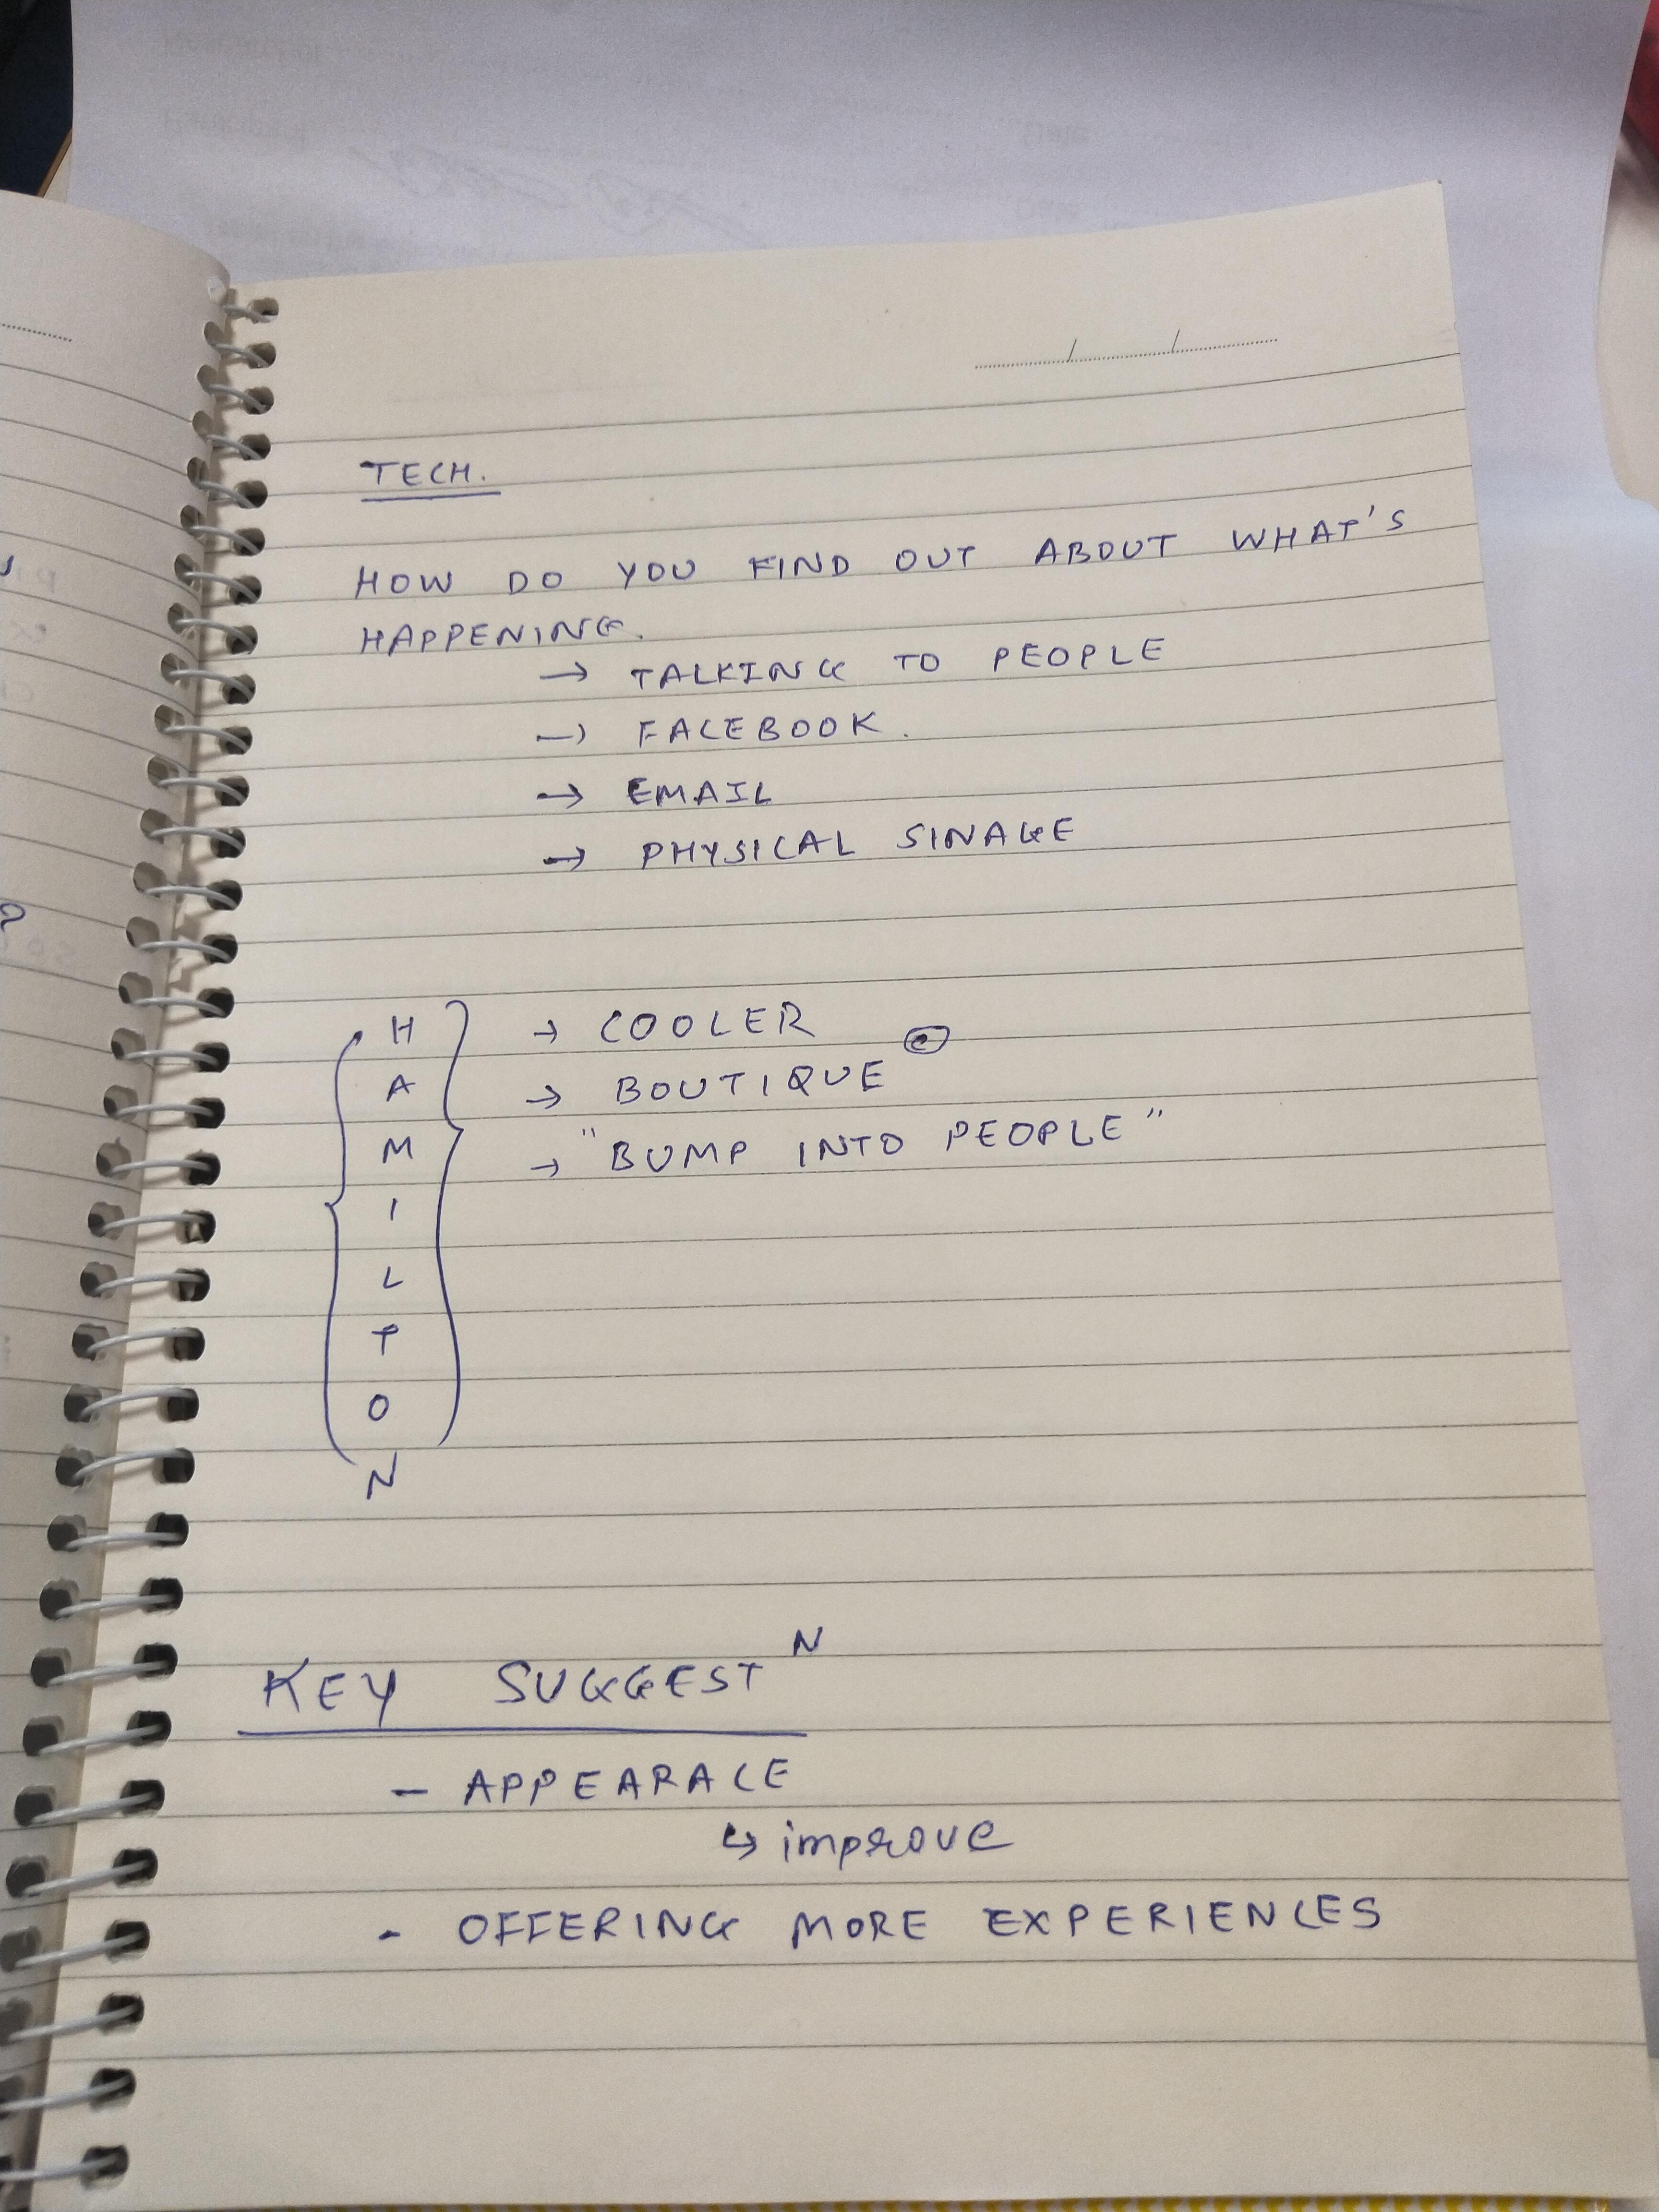 TECH.
HOW DO YOU FIND OUT ABOUT WHAT'S
HAPPENING.
→ TALKING TO PEOPLE
→ FACEBOOK.
→ EMAIL
→ PHYSICAL SINAGE
HAMILTON
→ COOLER
→ BOUTIQUE
→ "BUMP INTO PEOPLE"
KEY SUGGEST N
- APPEARACE
↳ improve
- OFFERING MORE EXPERIENCES